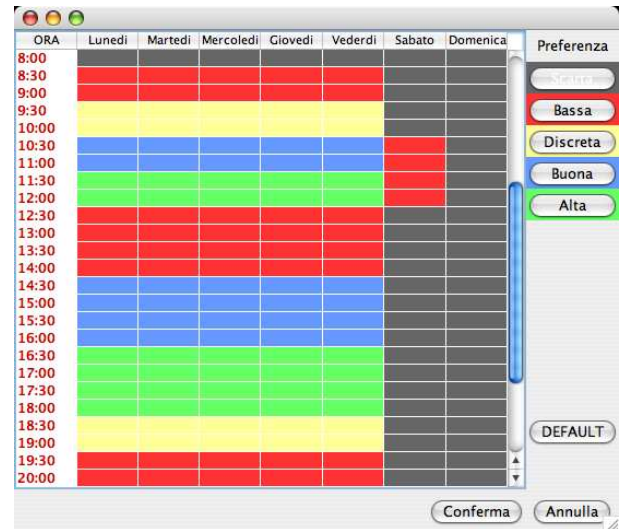 ORA Lunedi Martedi Mercoledi Giovedi Vederdi Sabato Domenica
Preferenza
8:00
8:30
9:00
9:30
10:00
10:30
11:00
11:30
12:00
12:30
13:00
13:30
14:00
14:30
15:00
15:30
16:00
16:30
17:00
17:30
18:00
18:30
19:00
19:30
20:00
Scarta
Bassa
Discreta
Buona
Alta
DEFAULT
Conferma Annulla